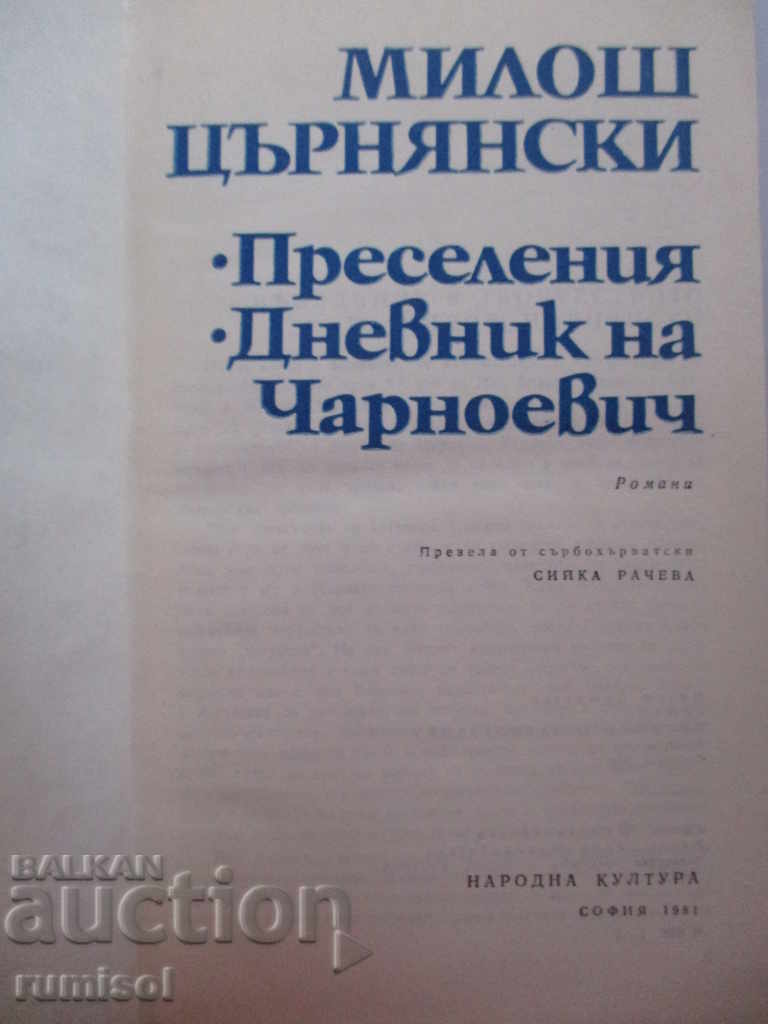 МИЛОШ
ЦЪРНЯНСКИ
•Преселения
•Дневник на
Чарноевич
Романи
Превела от сърбохърватски
СИЙКА РАЧЕВА
НАРОДНА КУЛТУРА
СОФИЯ 1981
BALKAN
auction
rumisol